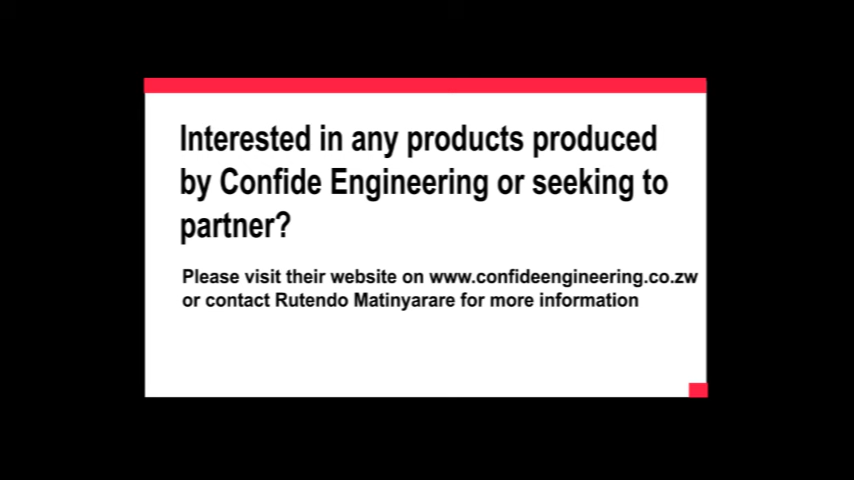 Interested in any products produced
by Confide Engineering or seeking to
partner?
Please visit their website on www.confideengineering.co.zw
or contact Rutendo Matinyarare for more information